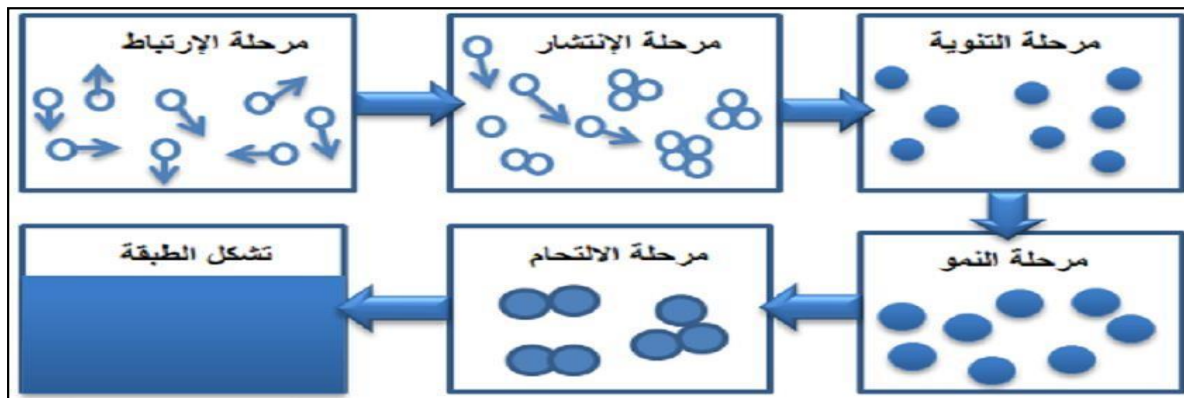 مرحلة الإرتباط
مرحلة الإنتشار
مرحلة التنوية
مرحلة النمو
مرحلة الالتحام
تشكل الطبقة